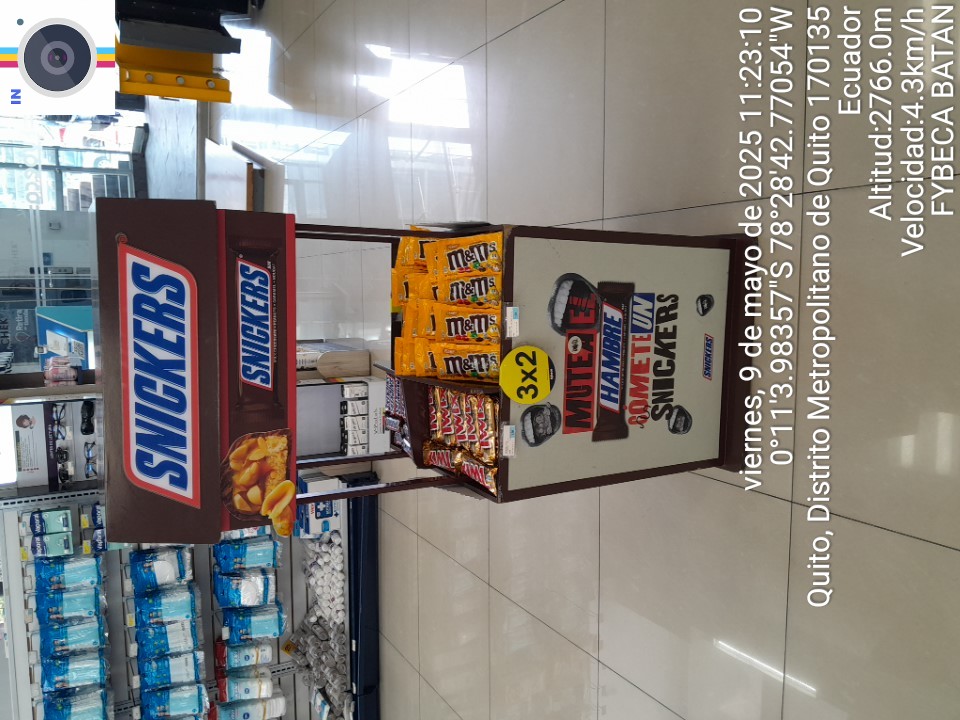 IN
SNICKERS
SNICKERS
TWIX
m&m's
m&m's
m&m's
m&m's
3x2
MUTEA EL
HAMBRE
CÓMETE UN
SNICKERS
SNICKERS
viernes, 9 de mayo de 2025 11:23:10
0°11'3.98357"S 78°28'42.77054"W
Quito, Distrito Metropolitano de Quito 170135
Ecuador
Altitud:2766.0m
Velocidad:4.3km/h
FYBECA BATAN